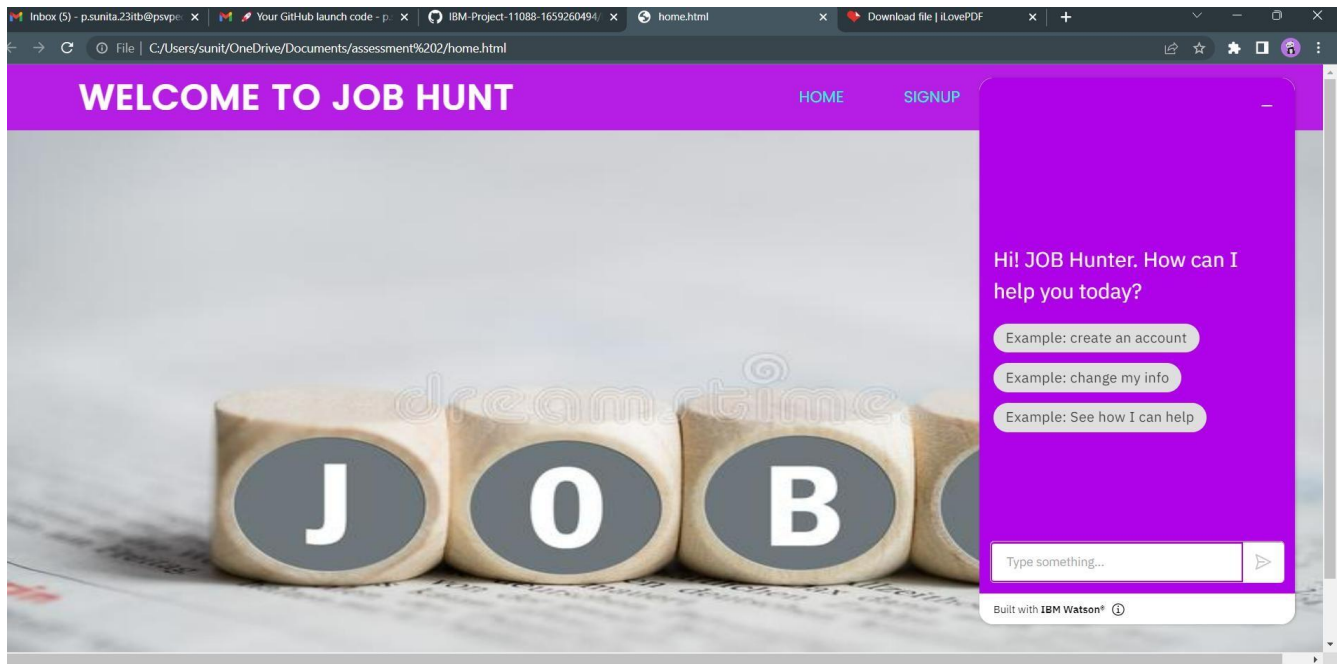 Inbox (5) - p.sunita.23itb@psvpe
Your GitHub launch code - p.
IBM-Project-11088-1659260494/
home.html
Download file | iLovePDF
File | C:/Users/sunit/OneDrive/Documents/assessment%202/home.html
WELCOME TO JOB HUNT
HOME
SIGNUP
Hi! JOB Hunter. How can I
help you today?
Example: create an account
Example: change my info
Example: See how I can help
dreamstime
J O B
Type something...
Built with IBM Watson®